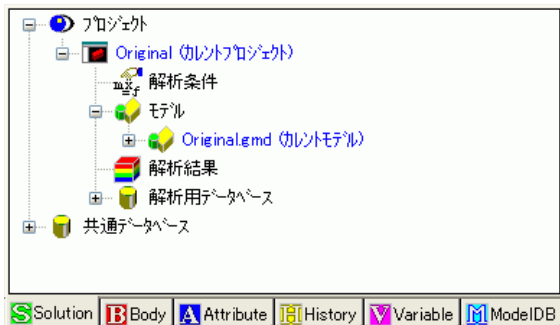 プロジェクト
Original (カレントプロジェクト)
mẍ=f 解析条件
モデル
Original.gmd (カレントモデル)
解析結果
解析用データベース
共通データベース
S Solution B Body A Attribute H History V Variable M ModelDB